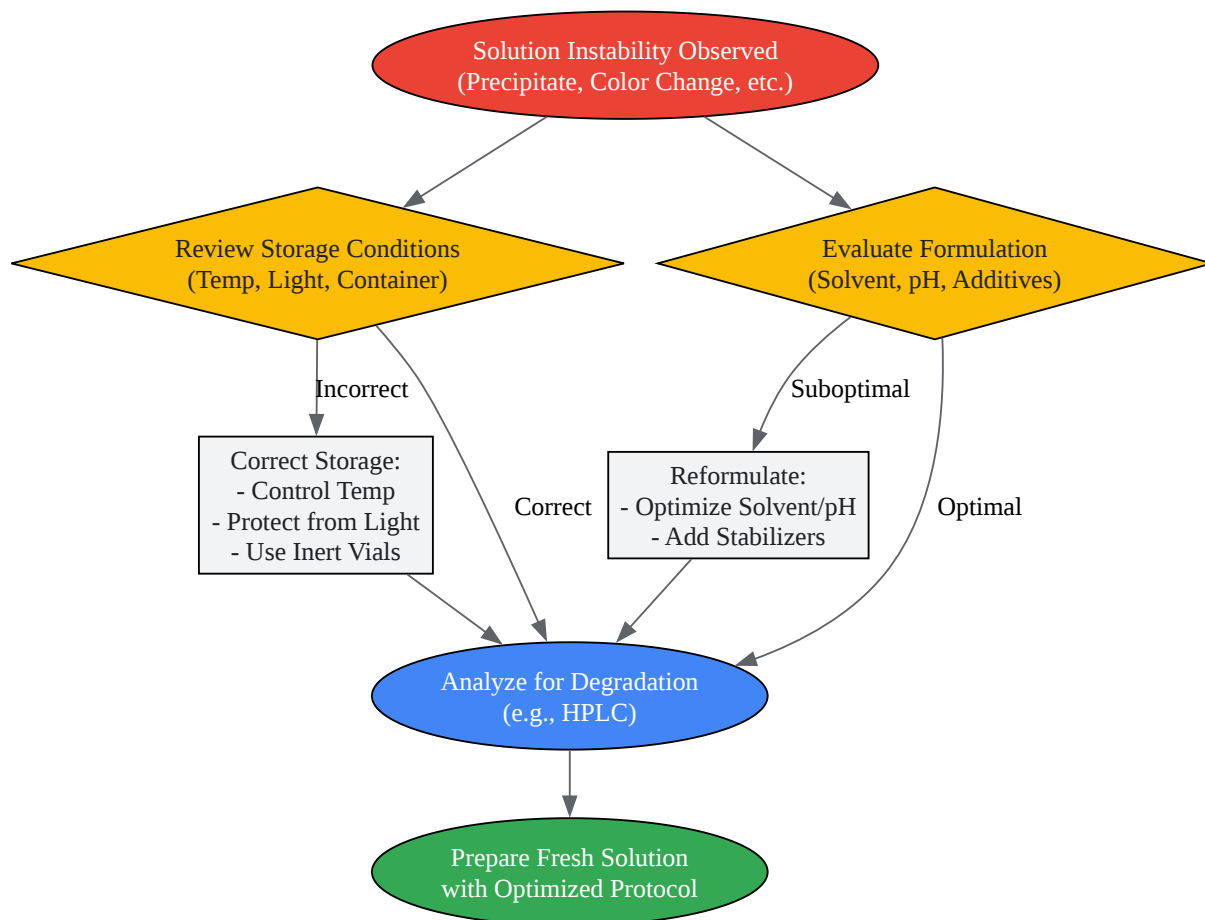 Solution Instability Observed
(Precipitate, Color Change, etc.)
Review Storage Conditions
(Temp, Light, Container)
Evaluate Formulation
(Solvent, pH, Additives)
Incorrect
Suboptimal
Correct Storage:
- Control Temp
- Protect from Light
- Use Inert Vials
Correct
Reformulate:
- Optimize Solvent/pH
- Add Stabilizers
Optimal
Analyze for Degradation
(e.g., HPLC)
Prepare Fresh Solution
with Optimized Protocol